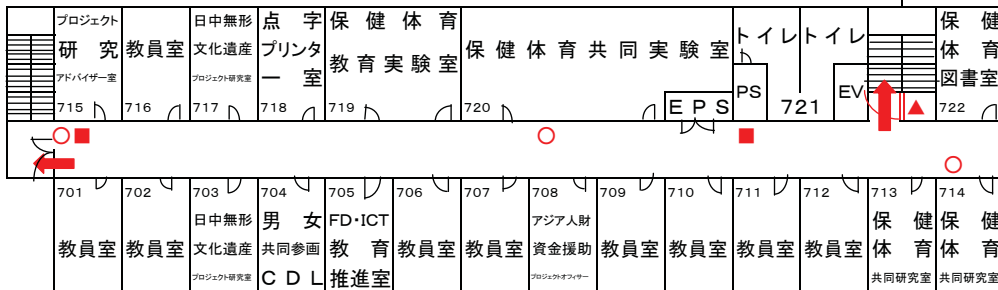 プロジェクト
研究
アドバイザー室
715
教員室
716
日中無形
文化遺産
プロジェクト研究室
717
点字
プリンタ
ー室
718
保健体育
教育実験室
719
保健体育共同実験室
720
EPS
トイレ
PS
トイレ
721
EV
保健
体育
図書室
722
701
教員室
702
教員室
703
日中無形
文化遺産
プロジェクト研究室
704
男女
共同参画
CDL
705
FD・ICT
教育
推進室
706
教員室
707
教員室
708
アジア人財
資金援助
プロジェクトオフィサー
709
教員室
710
教員室
711
教員室
712
教員室
713
保健
体育
共同研究室
714
保健
体育
共同研究室